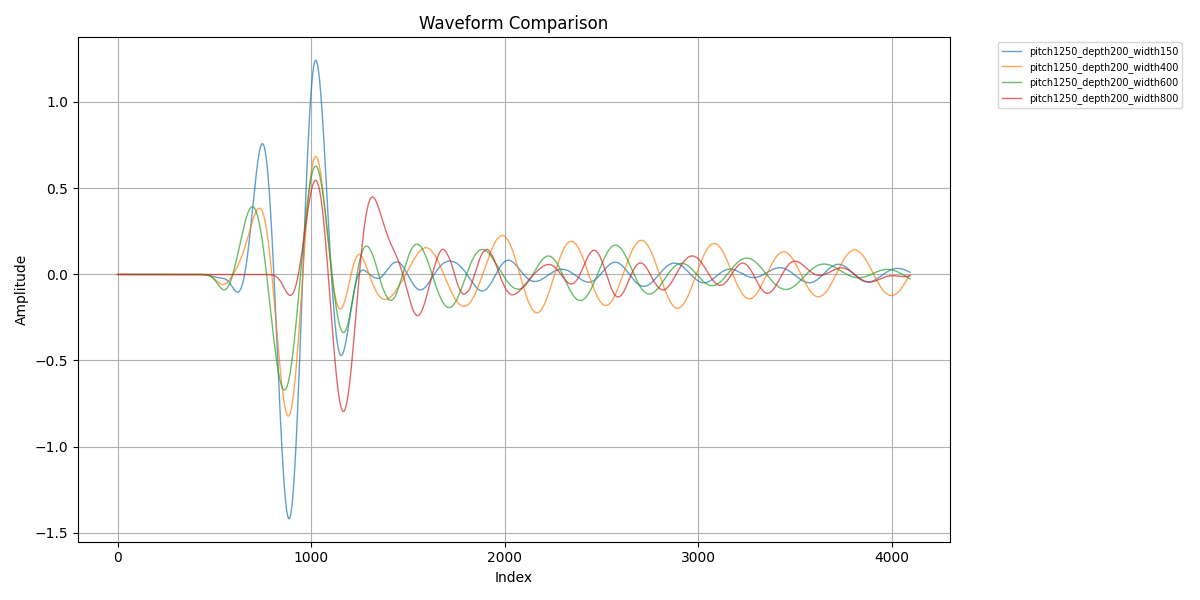 Waveform Comparison
pitch1250_depth200_width150
pitch1250_depth200_width400
pitch1250_depth200_width600
pitch1250_depth200_width800
Amplitude
1.0
0.5
0.0
−0.5
−1.0
−1.5
0 1000 2000 3000 4000
Index